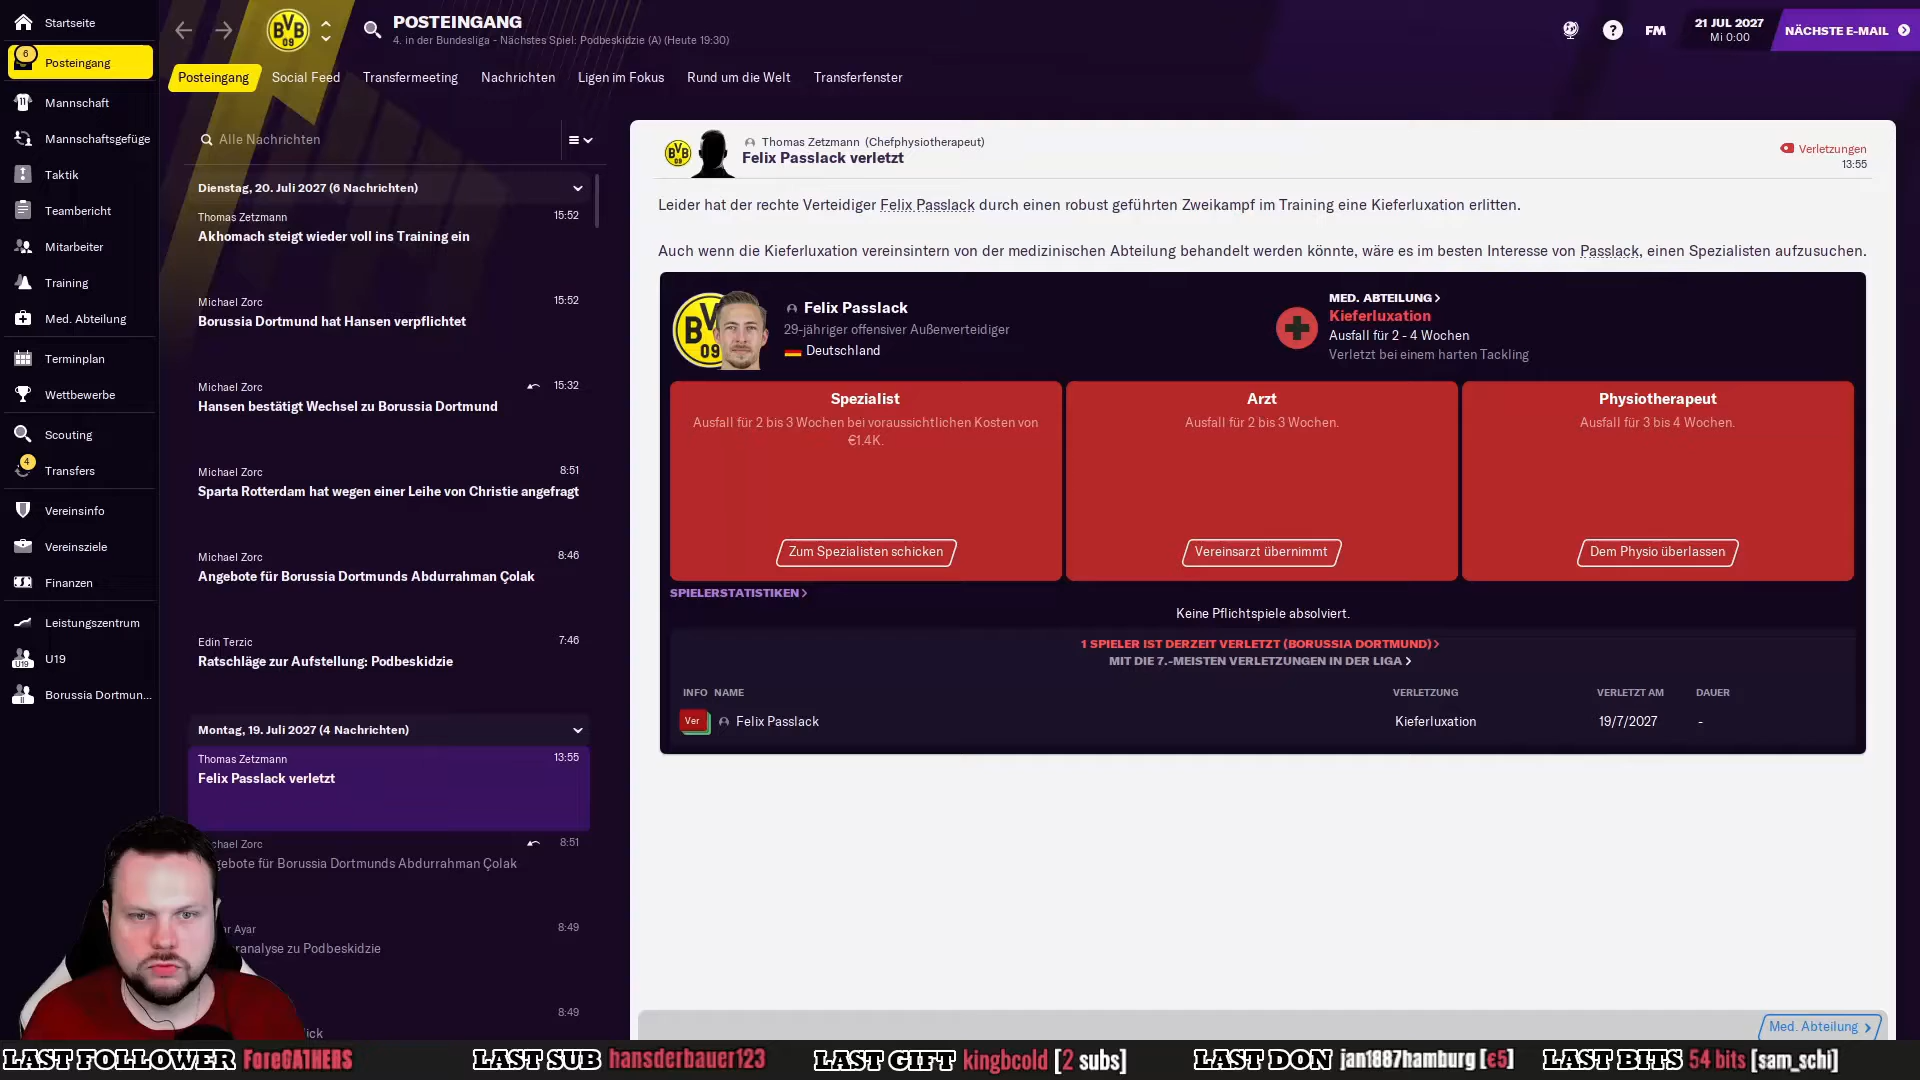 Startseite
6
Posteingang
Mannschaft
Mannschaftsgefüge
Taktik
Teambericht
Mitarbeiter
Training
Med. Abteilung
Terminplan
Wettbewerbe
Scouting
4
Transfers
Vereinsinfo
Vereinsziele
Finanzen
Leistungszentrum
U19
U19
Borussia Dortmun...
BVB
09
POSTEINGANG
4. in der Bundesliga - Nächstes Spiel: Podbeskidzie (A) (Heute 19:30)
FM
21 JUL 2027
Mi 0:00
NÄCHSTE E-MAIL
Posteingang
Social Feed
Transfermeeting
Nachrichten
Ligen im Fokus
Rund um die Welt
Transferfenster
Alle Nachrichten
Dienstag, 20. Juli 2027 (6 Nachrichten)
Thomas Zetzmann 15:52
Akhomach steigt wieder voll ins Training ein
Michael Zorc 15:52
Borussia Dortmund hat Hansen verpflichtet
Michael Zorc 15:32
Hansen bestätigt Wechsel zu Borussia Dortmund
Michael Zorc 8:51
Sparta Rotterdam hat wegen einer Leihe von Christie angefragt
Michael Zorc 8:46
Angebote für Borussia Dortmunds Abdurrahman Çolak
Edin Terzic 7:46
Ratschläge zur Aufstellung: Podbeskidzie
Montag, 19. Juli 2027 (4 Nachrichten)
Thomas Zetzmann 13:55
Felix Passlack verletzt
chael Zorc 8:51
gebote für Borussia Dortmunds Abdurrahman Çolak
r Ayar 8:49
ranalyse zu Podbeskidzie
8:49
ick
BVB
09
Thomas Zetzmann (Chefphysiotherapeut)
Felix Passlack verletzt
Verletzungen
13:55
Leider hat der rechte Verteidiger Felix Passlack durch einen robust geführten Zweikampf im Training eine Kieferluxation erlitten.
Auch wenn die Kieferluxation vereinsintern von der medizinischen Abteilung behandelt werden könnte, wäre es im besten Interesse von Passlack, einen Spezialisten aufzusuchen.
Felix Passlack
29-jähriger offensiver Außenverteidiger
Deutschland
MED. ABTEILUNG
Kieferluxation
Ausfall für 2 - 4 Wochen
Verletzt bei einem harten Tackling
Spezialist
Ausfall für 2 bis 3 Wochen bei voraussichtlichen Kosten von
€1.4K.
Zum Spezialisten schicken
Arzt
Ausfall für 2 bis 3 Wochen.
Vereinsarzt übernimmt
Physiotherapeut
Ausfall für 3 bis 4 Wochen.
Dem Physio überlassen
SPIELERSTATISTIKEN
Keine Pflichtspiele absolviert.
1 SPIELER IST DERZEIT VERLETZT (BORUSSIA DORTMUND)
MIT DIE 7.-MEISTEN VERLETZUNGEN IN DER LIGA
INFO NAME VERLETZUNG VERLETZT AM DAUER
Ver Felix Passlack Kieferluxation 19/7/2027 -
Med. Abteilung
LAST FOLLOWER ForeGATHERS
LAST SUB hansderbauer123
LAST GIFT kingbcold [2 subs]
LAST DON jan1887hamburg [€5]
LAST BITS 54 bits [sam_schi]